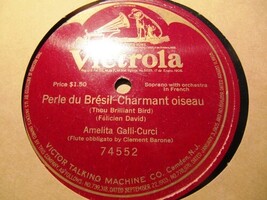 Victrola
Price $1.50
Soprano with orchestra
In French
Perle du Brésil-Charmant oiseau
(Thou Brilliant Bird)
(Félicien David)
Amelita Galli-Curci
(Flute obbligato by Clement Barone)
74552
VICTOR TALKING MACHINE CO. Camden, N.J.